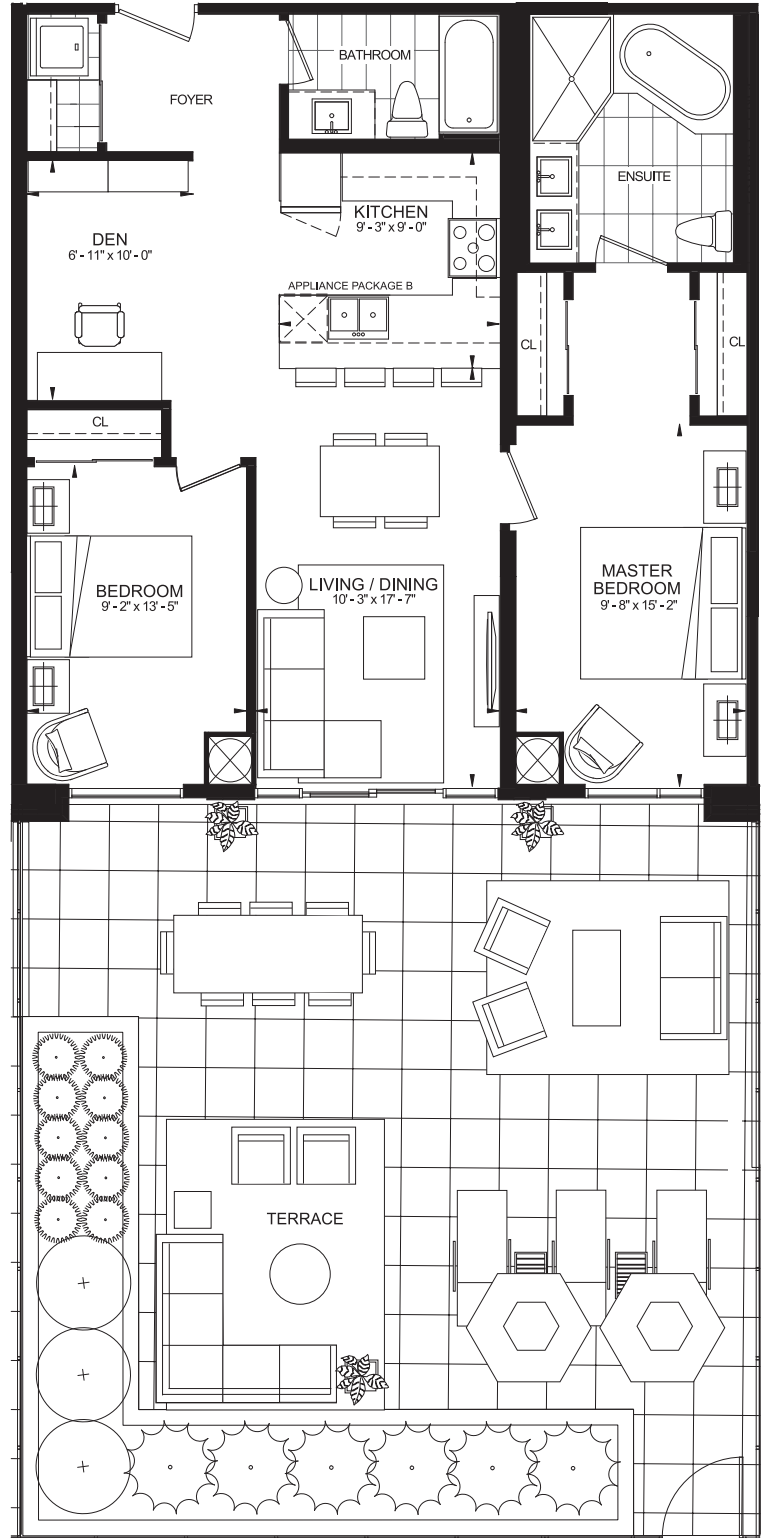 BATHROOM
FOYER
ENSUITE
KITCHEN
9'- 3" x 9'- 0"
DEN
6' - 11" x 10' - 0"
APPLIANCE PACKAGE B
CL
CL
CL
LIVING / DINING
10' - 3" x 17' - 7"
MASTER
BEDROOM
9' - 8" x 15' - 2"
BEDROOM
9' - 2" x 13' - 5"
TERRACE